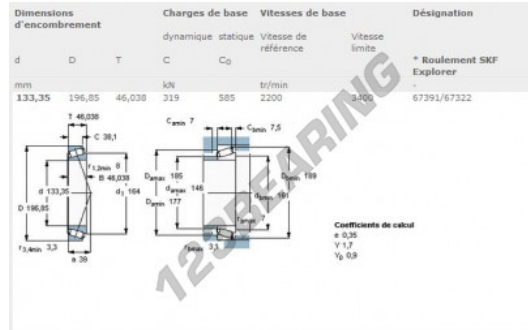 Dimensions d'encombrement
Charges de base
Vitesses de base
Désignation
dynamique
statique
Vitesse de référence
Vitesse limite
d
D
T
C
C0
* Roulement SKF Explorer
mm
kN
tr/min
-
133,35
196,85
46,038
319
585
2200
3400
67391/67322
T 46,038
C 38,1
r1,2min 8
B 46,038
d 133,35
d1 164
D 196,85
r3,4min 3,3
a 39
Camin 7
Cbmin 7,5
Damax 185
damax 146
Damin 177
Dbmin 189
ramax 7
rbmax 3,3
Coefficients de calcul
e 0,35
Y 1,7
Y0 0,9
123BEARING